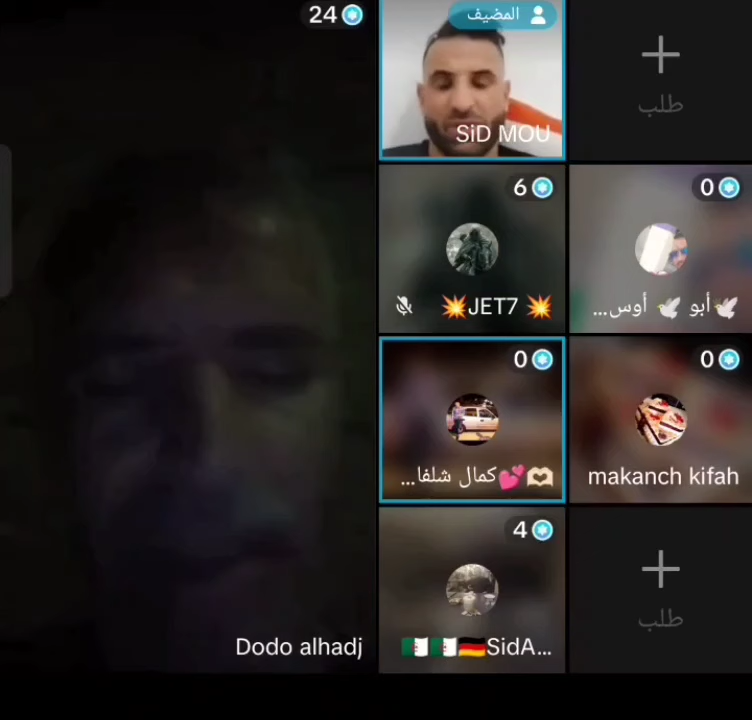 24
المضيف
SiD MOU
طلب
6
💥JET7 💥
0
🕊️أبو 🕊️ أوس...
0
🫶💕كمال شلفا...
0
makanch kifah
4
🇩🇿🇩🇿🇩🇪SidA...
طلب
Dodo alhadj